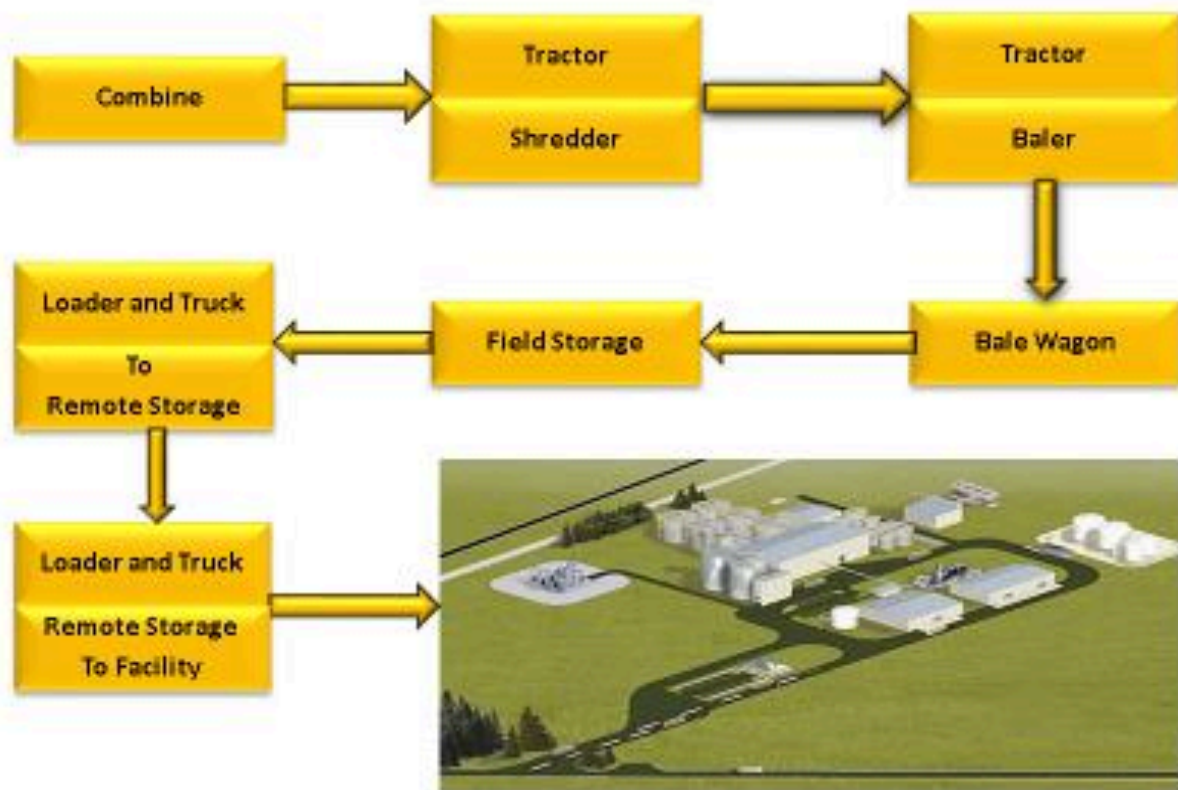 Combine
Tractor
Shredder
Tractor
Baler
Bale Wagon
Field Storage
Loader and Truck
To
Remote Storage
Loader and Truck
Remote Storage
To Facility